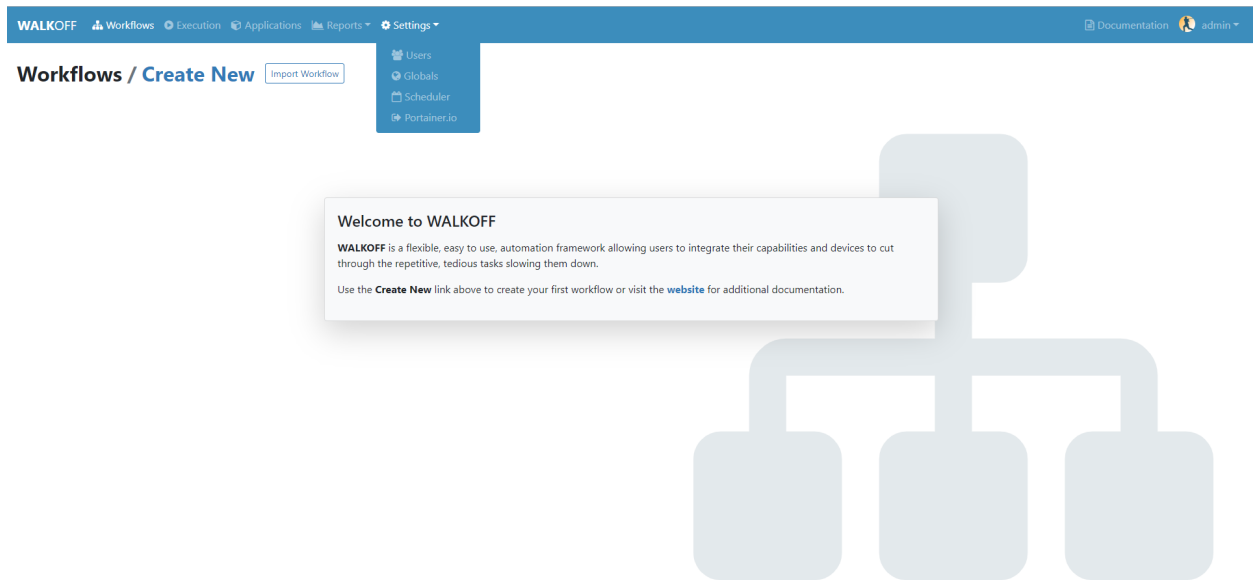 WALKOFF Workflows Execution Applications Reports Settings Documentation admin
Users
Globals
Scheduler
Portainer.io
Workflows / Create New Import Workflow
Welcome to WALKOFF
WALKOFF is a flexible, easy to use, automation framework allowing users to integrate their capabilities and devices to cut
through the repetitive, tedious tasks slowing them down.
Use the Create New link above to create your first workflow or visit the website for additional documentation.